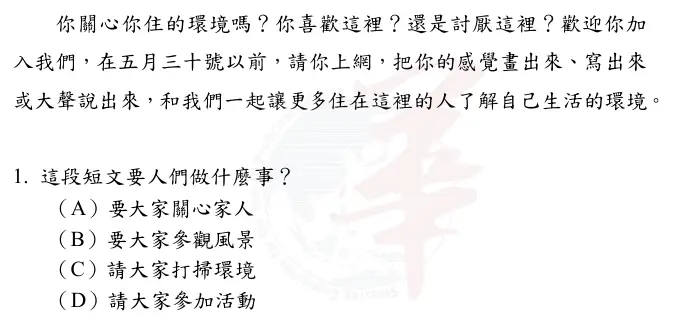 你關心你住的環境嗎？你喜歡這裡？還是討厭這裡？歡迎你加
入我們，在五月三十號以前，請你上網，把你的感覺畫出來、寫出來
或大聲說出來，和我們一起讓更多住在這裡的人了解自己生活的環境。
1. 這段短文要人們做什麼事？
（A）要大家關心家人
（B）要大家參觀風景
（C）請大家打掃環境
（D）請大家參加活動
華